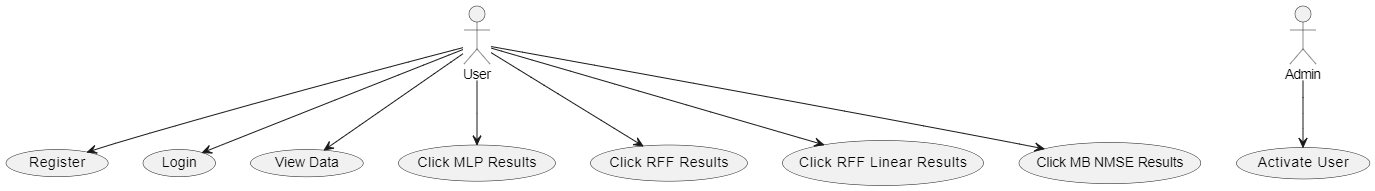 User
Admin
Register
Login
View Data
Click MLP Results
Click RFF Results
Click RFF Linear Results
Click MB NMSE Results
Activate User